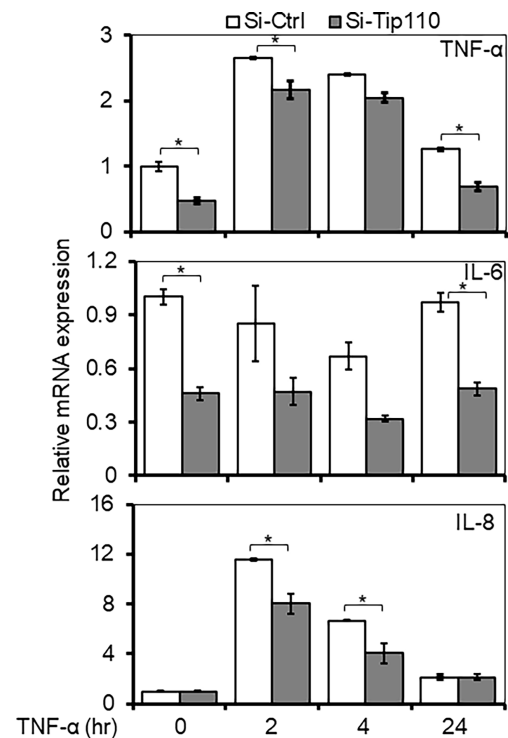 Si-Ctrl Si-Tip110
3 * TNF-α
2
* *
1
0
Relative mRNA expression
1.2 * IL-6 *
0.9
0.6
0.3
0
16 IL-8
12 *
8 *
4
0
TNF-α (hr) 0 2 4 24